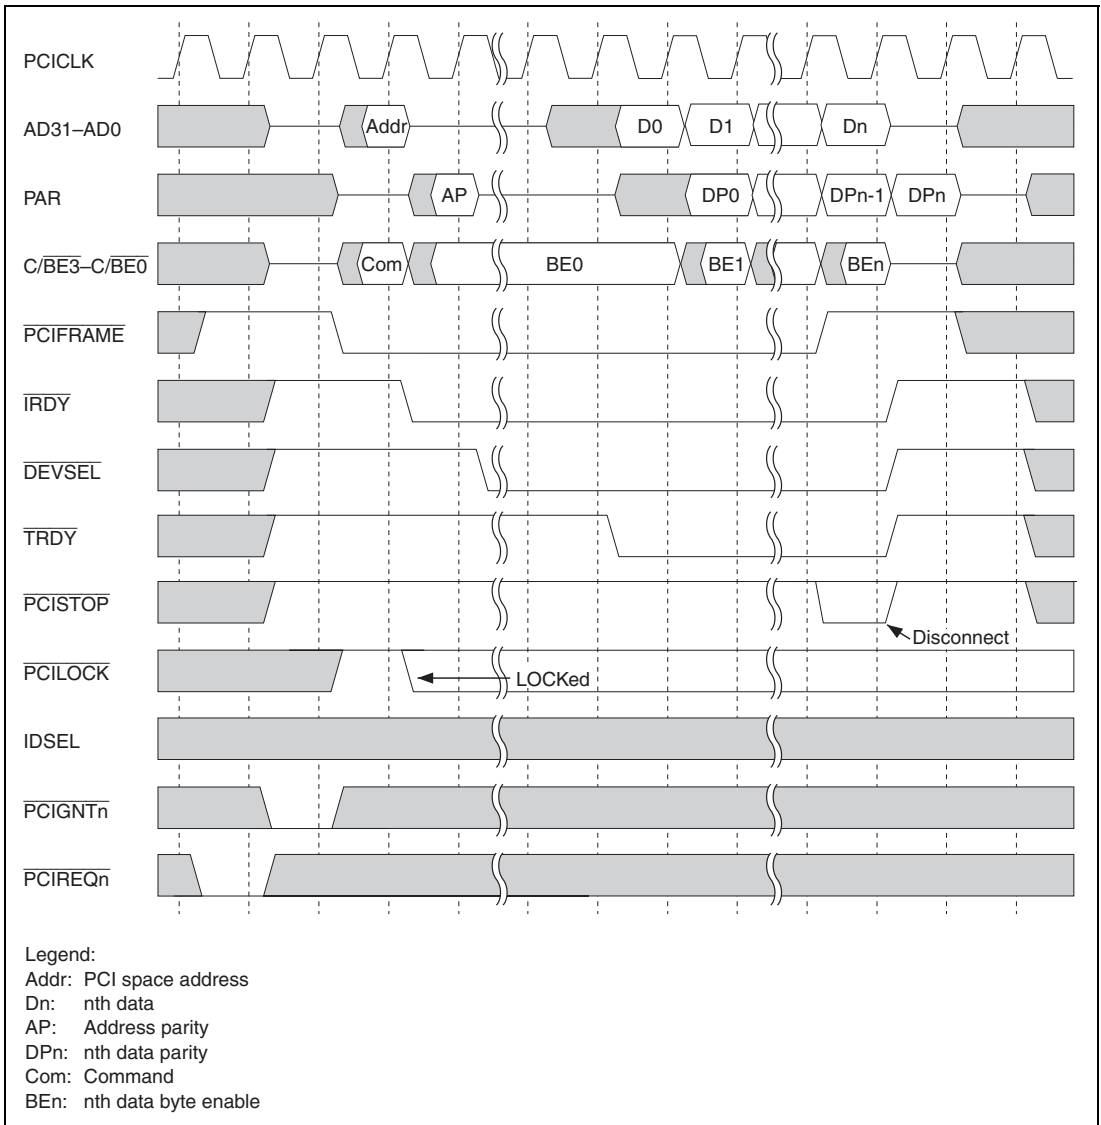 PCICLK
AD31–AD0 Addr D0 D1 Dn
PAR AP DP0 DPn-1 DPn
C/BE3–C/BE0 Com BE0 BE1 BEn
PCIFRAME
IRDY
DEVSEL
TRDY
PCISTOP
Disconnect
PCILOCK LOCKed
IDSEL
PCIGNTn
PCIREQn
Legend:
Addr: PCI space address
Dn: nth data
AP: Address parity
DPn: nth data parity
Com: Command
BEn: nth data byte enable